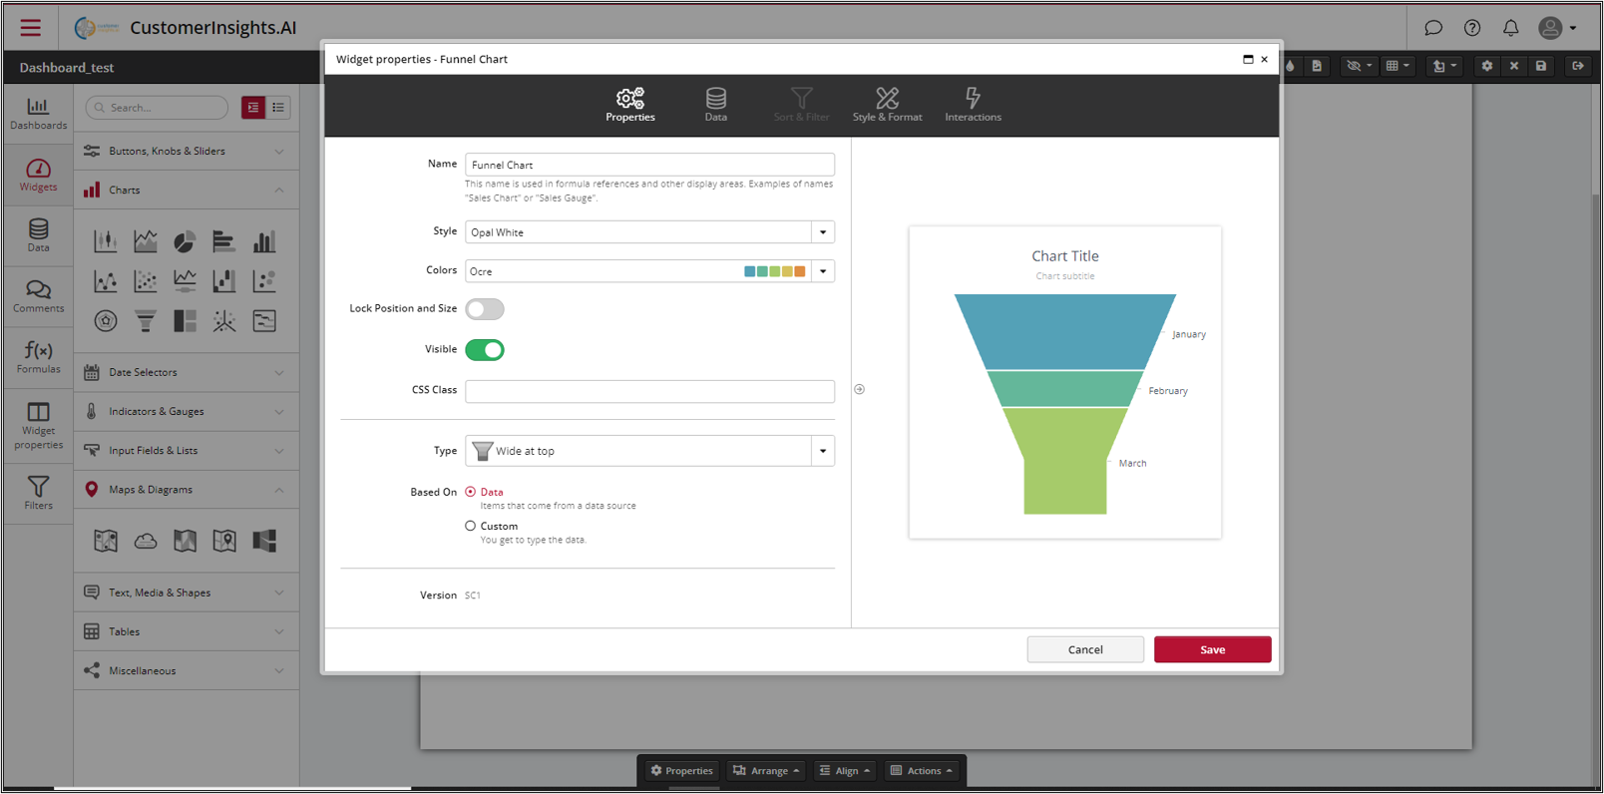 CustomerInsights.AI
Dashboard_test
Dashboards
Widgets
Data
Comments
f(x)
Formulas
Widget
properties
Filters
Search...
Buttons, Knobs & Sliders
Charts
Date Selectors
Indicators & Gauges
Input Fields & Lists
Maps & Diagrams
Text, Media & Shapes
Tables
Miscellaneous
Widget properties - Funnel Chart
Properties
Data
Sort & Filter
Style & Format
Interactions
Name
Funnel Chart
This name is used in formula references and other display areas. Examples of names
"Sales Chart" or "Sales Gauge".
Style
Opal White
Colors
Ocre
Lock Position and Size
Visible
CSS Class
Type
Wide at top
Based On
Data
Items that come from a data source
Custom
You get to type the data.
Version
SC1
Chart Title
Chart subtitle
January
February
March
Cancel
Save
Properties
Arrange
Align
Actions